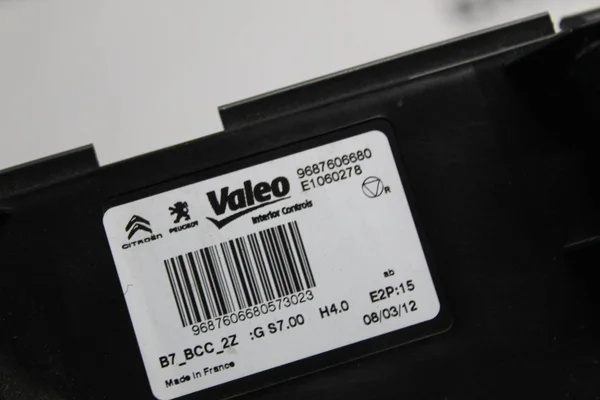 CITROËN
PEUGEOT
Valeo
Interior Controls
9687606680
E1060278
R
9687606680573023
ab
B7_BCC_2Z :G S7.00 H4.0 E2P:15
08/03/12
Made in France